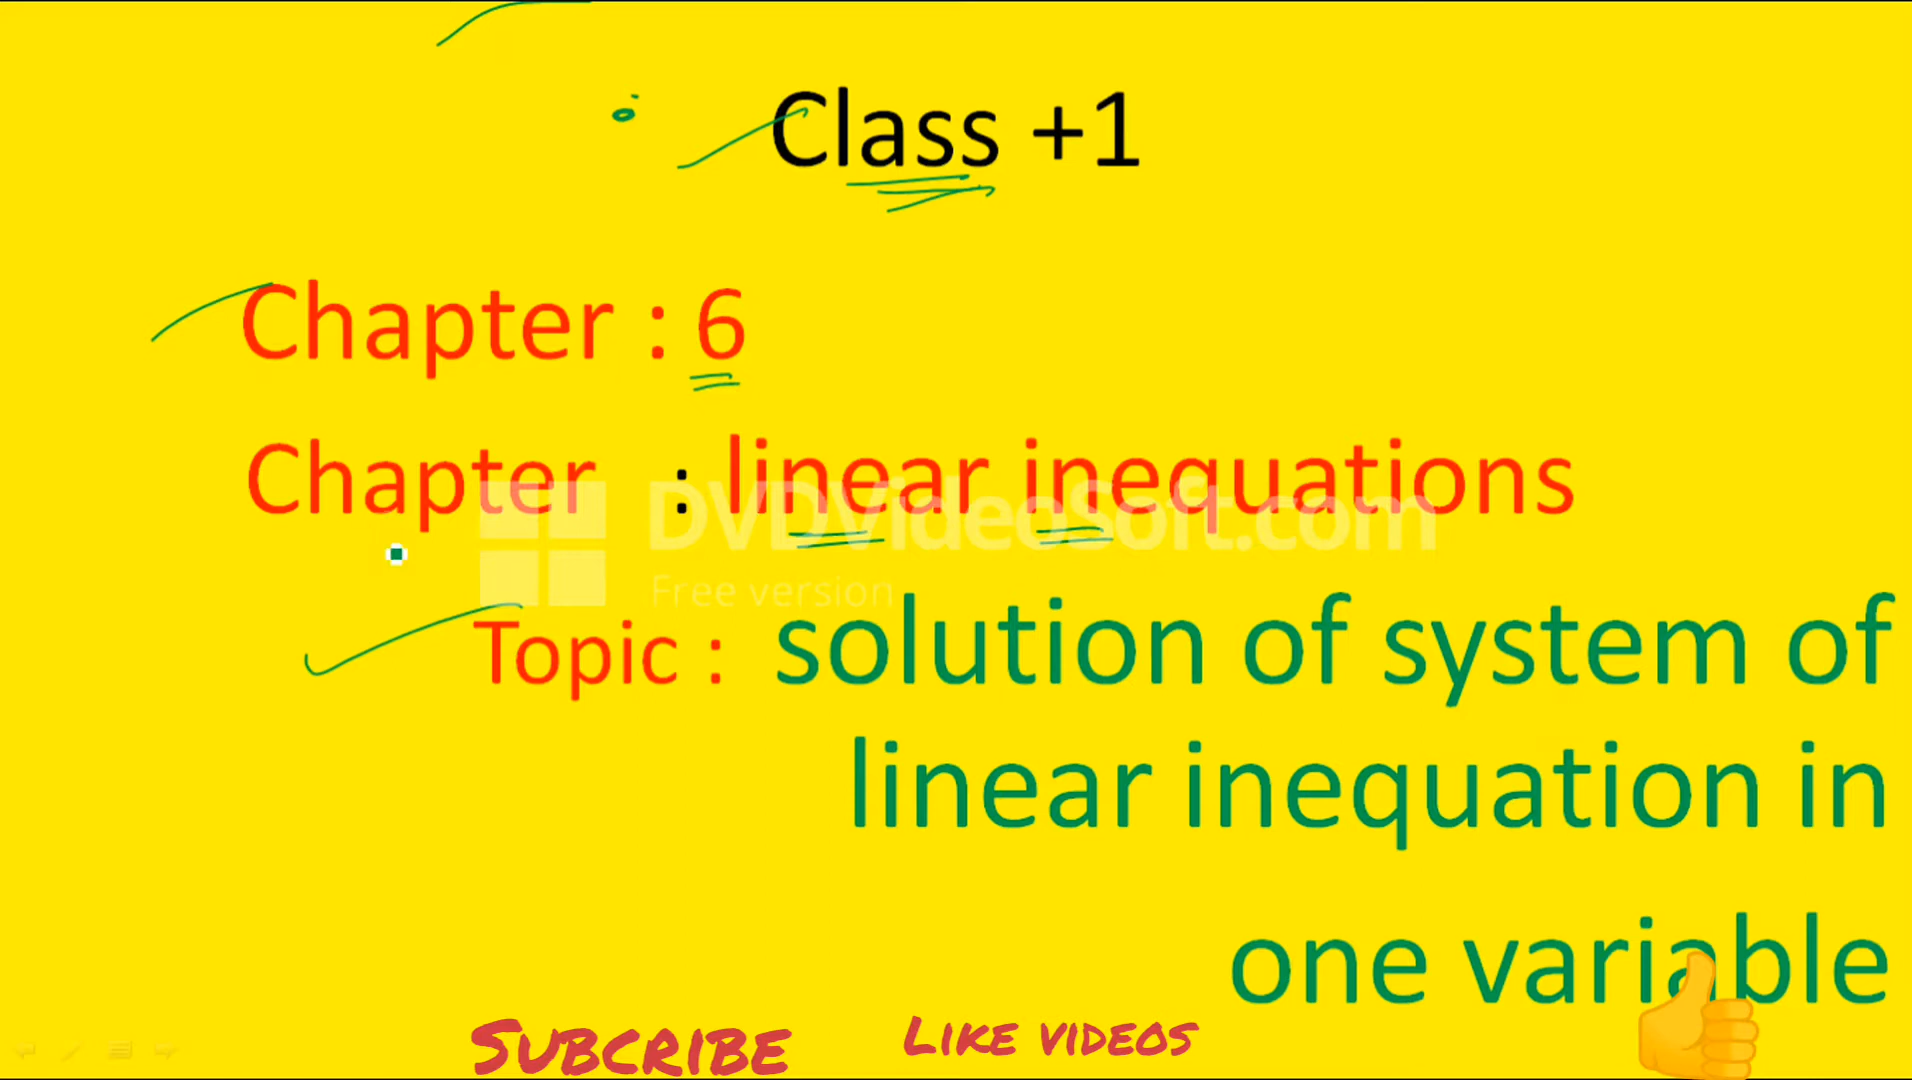 Class +1
Chapter : 6
Chapter : linear inequations
DVDVideoSoft.com
Free version
Topic : solution of system of
linear inequation in
one variable
SUBCRIBE
LIKE VIDEOS